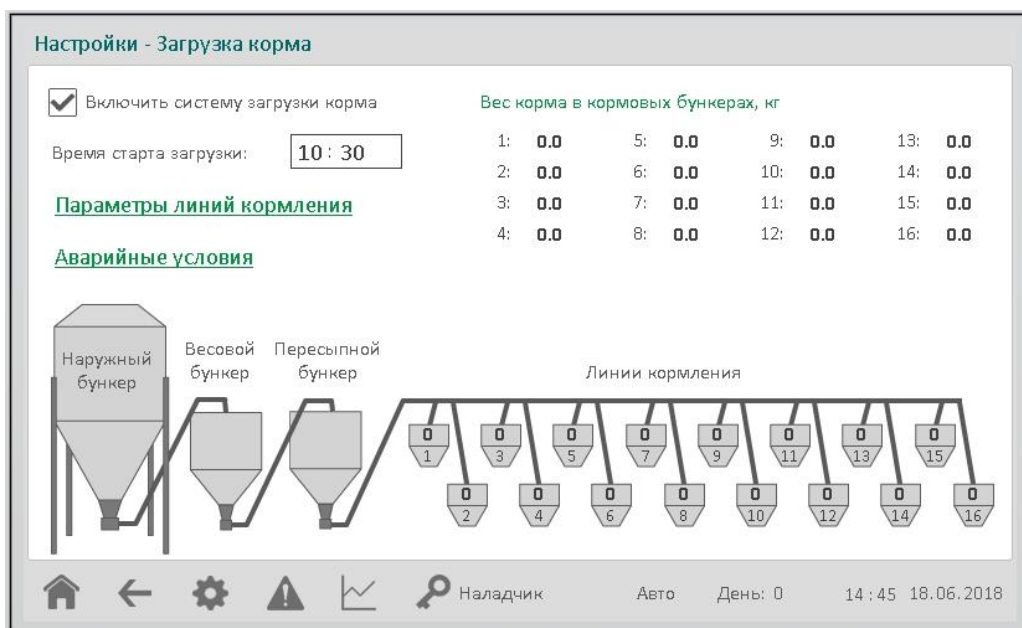 Настройки - Загрузка корма
Включить систему загрузки корма
Время старта загрузки: 10 : 30
Параметры линий кормления
Аварийные условия
Вес корма в кормовых бункерах, кг
1: 0.0 5: 0.0 9: 0.0 13: 0.0
2: 0.0 6: 0.0 10: 0.0 14: 0.0
3: 0.0 7: 0.0 11: 0.0 15: 0.0
4: 0.0 8: 0.0 12: 0.0 16: 0.0
Наружный
бункер
Весовой
бункер
Пересыпной
бункер
Линии кормления
0 0 0 0 0 0 0 0
1 3 5 7 9 11 13 15
0 0 0 0 0 0 0 0
2 4 6 8 10 12 14 16
Наладчик Авто День: 0 14 : 45 18.06.2018